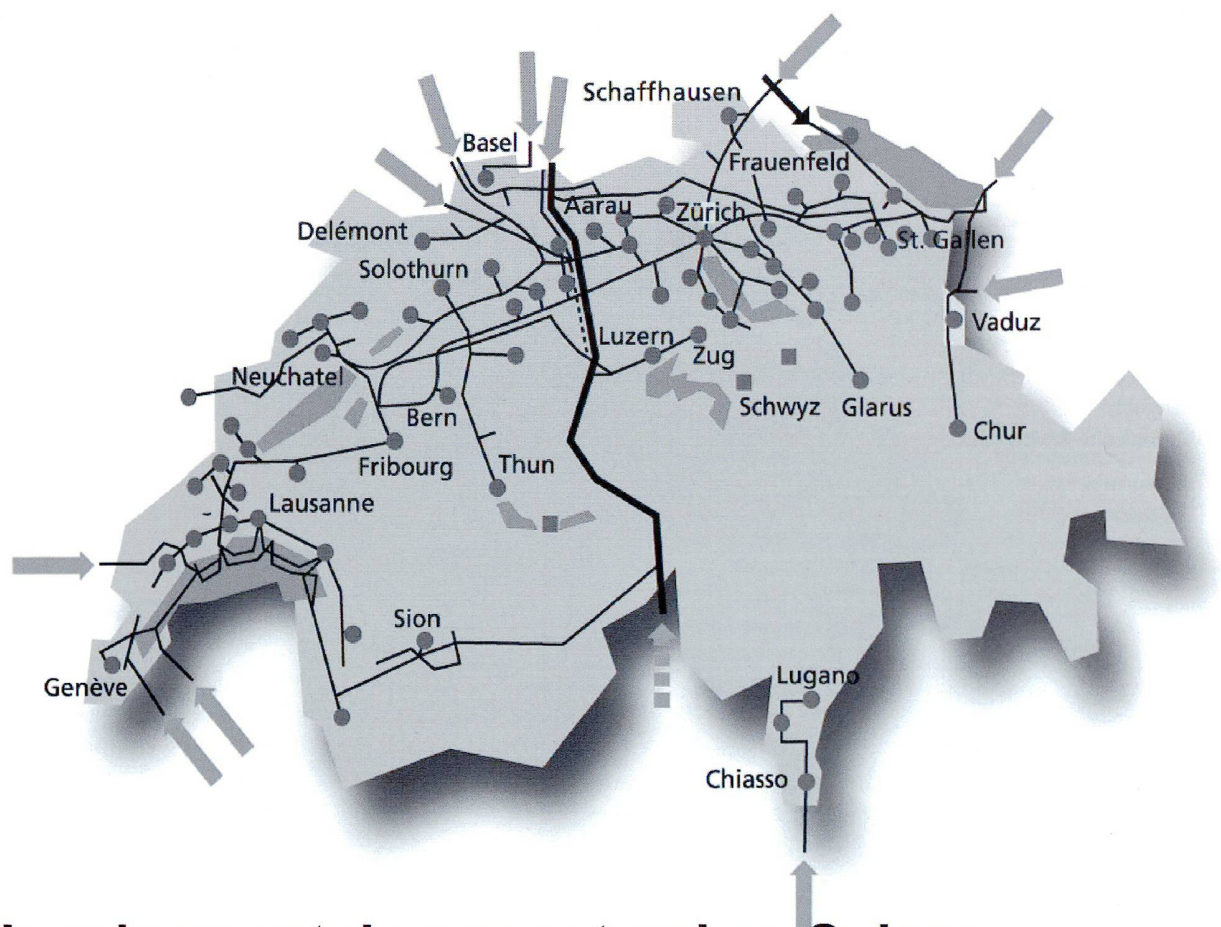 Schaffhausen
Basel
Frauenfeld
Aarau
Zürich
Delémont
St. Gallen
Solothurn
Vaduz
Luzern
Zug
Neuchatel
Schwyz
Glarus
Bern
Chur
Fribourg
Thun
Lausanne
Sion
Lugano
Genève
Chiasso